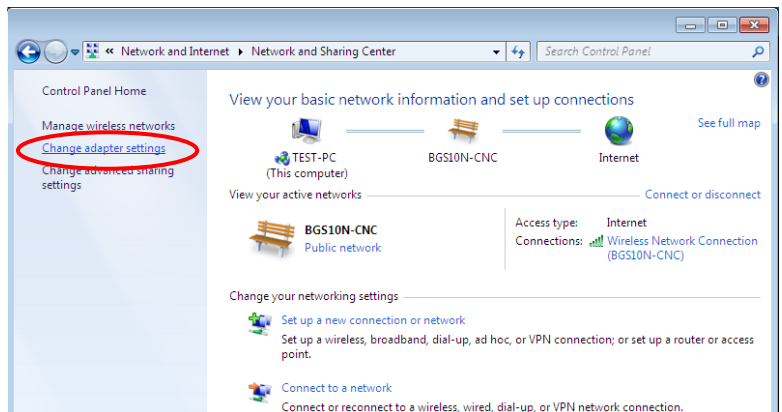 « Network and Internet Network and Sharing Center
Search Control Panel
Control Panel Home
Manage wireless networks
Change adapter settings
Change advanced sharing
settings
View your basic network information and set up connections
See full map
TEST-PC
(This computer)
BGS10N-CNC
Internet
View your active networks
Connect or disconnect
BGS10N-CNC
Public network
Access type: Internet
Connections: Wireless Network Connection
(BGS10N-CNC)
Change your networking settings
Set up a new connection or network
Set up a wireless, broadband, dial-up, ad hoc, or VPN connection; or set up a router or access
point.
Connect to a network
Connect or reconnect to a wireless, wired, dial-up, or VPN network connection.